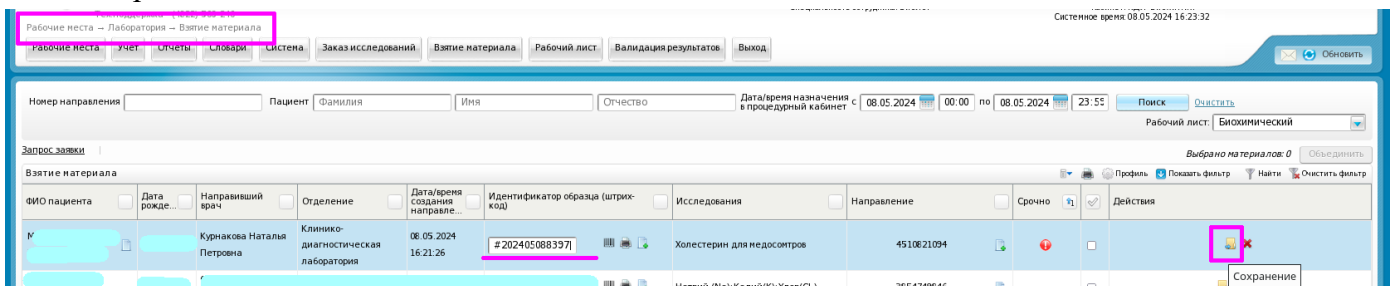 Системное время: 08.05.2024 16:23:32
Рабочие места → Лаборатория → Взятие материала
Рабочие места Учет Отчеты Словари Система Заказ исследований Взятие материала Рабочий лист Валидация результатов Выход
Обновить
Номер направления Пациент Фамилия Имя Отчество Дата/время назначения в процедурный кабинет с 08.05.2024 00:00 по 08.05.2024 23:55 Поиск Очистить
Рабочий лист: Биохимический
Запрос заявки Выбрано материалов: 0 Объединить
Взятие материала Профиль Показать фильтр Найти Очистить фильтр
ФИО пациента Дата рожде... Направивший врач Отделение Дата/время создания направле... Идентификатор образца (штрих-код) Исследования Направление Срочно Действия
Курнакова Наталья Петровна Клинико-диагностическая лаборатория 08.05.2024 16:21:26 #202405088397 Холестерин для медосомтров 4510821094
Сохранение